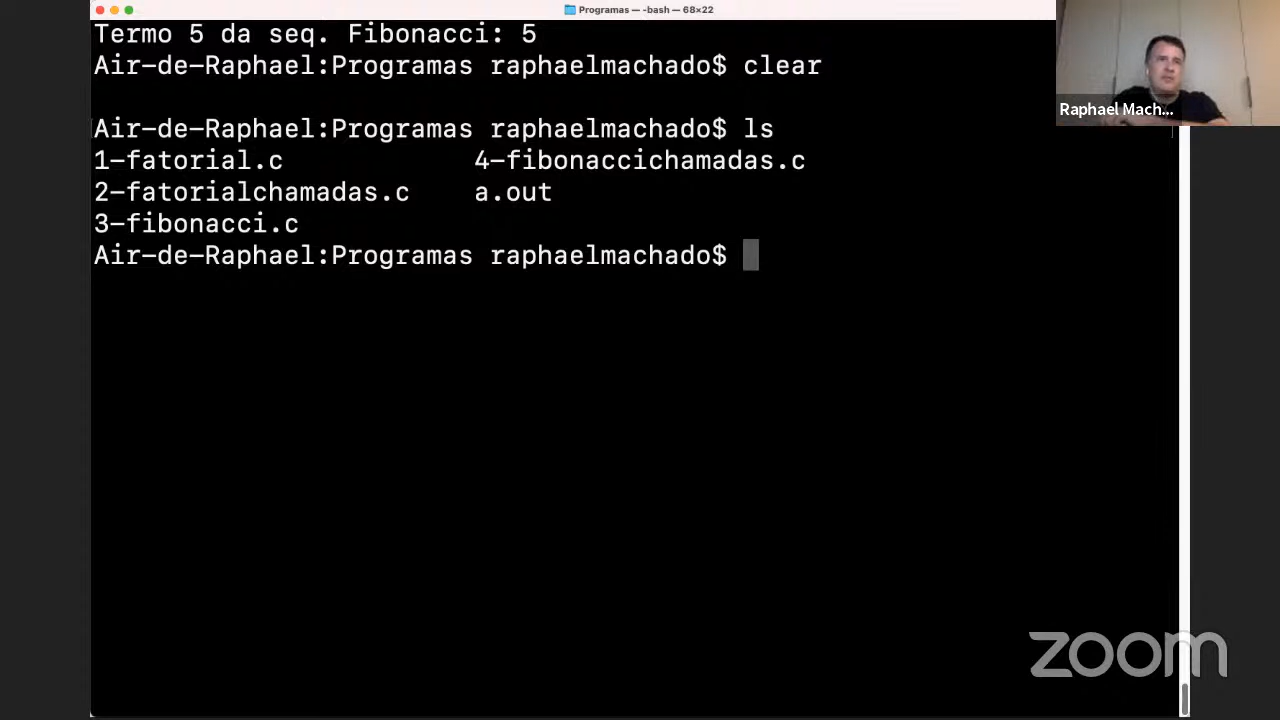 Programas — -bash — 68×22
Termo 5 da seq. Fibonacci: 5
Air-de-Raphael:Programas raphaelmachado$ clear
Air-de-Raphael:Programas raphaelmachado$ ls
1-fatorial.c 4-fibonaccichamadas.c
2-fatorialchamadas.c a.out
3-fibonacci.c
Air-de-Raphael:Programas raphaelmachado$
Raphael Mach...
zoom